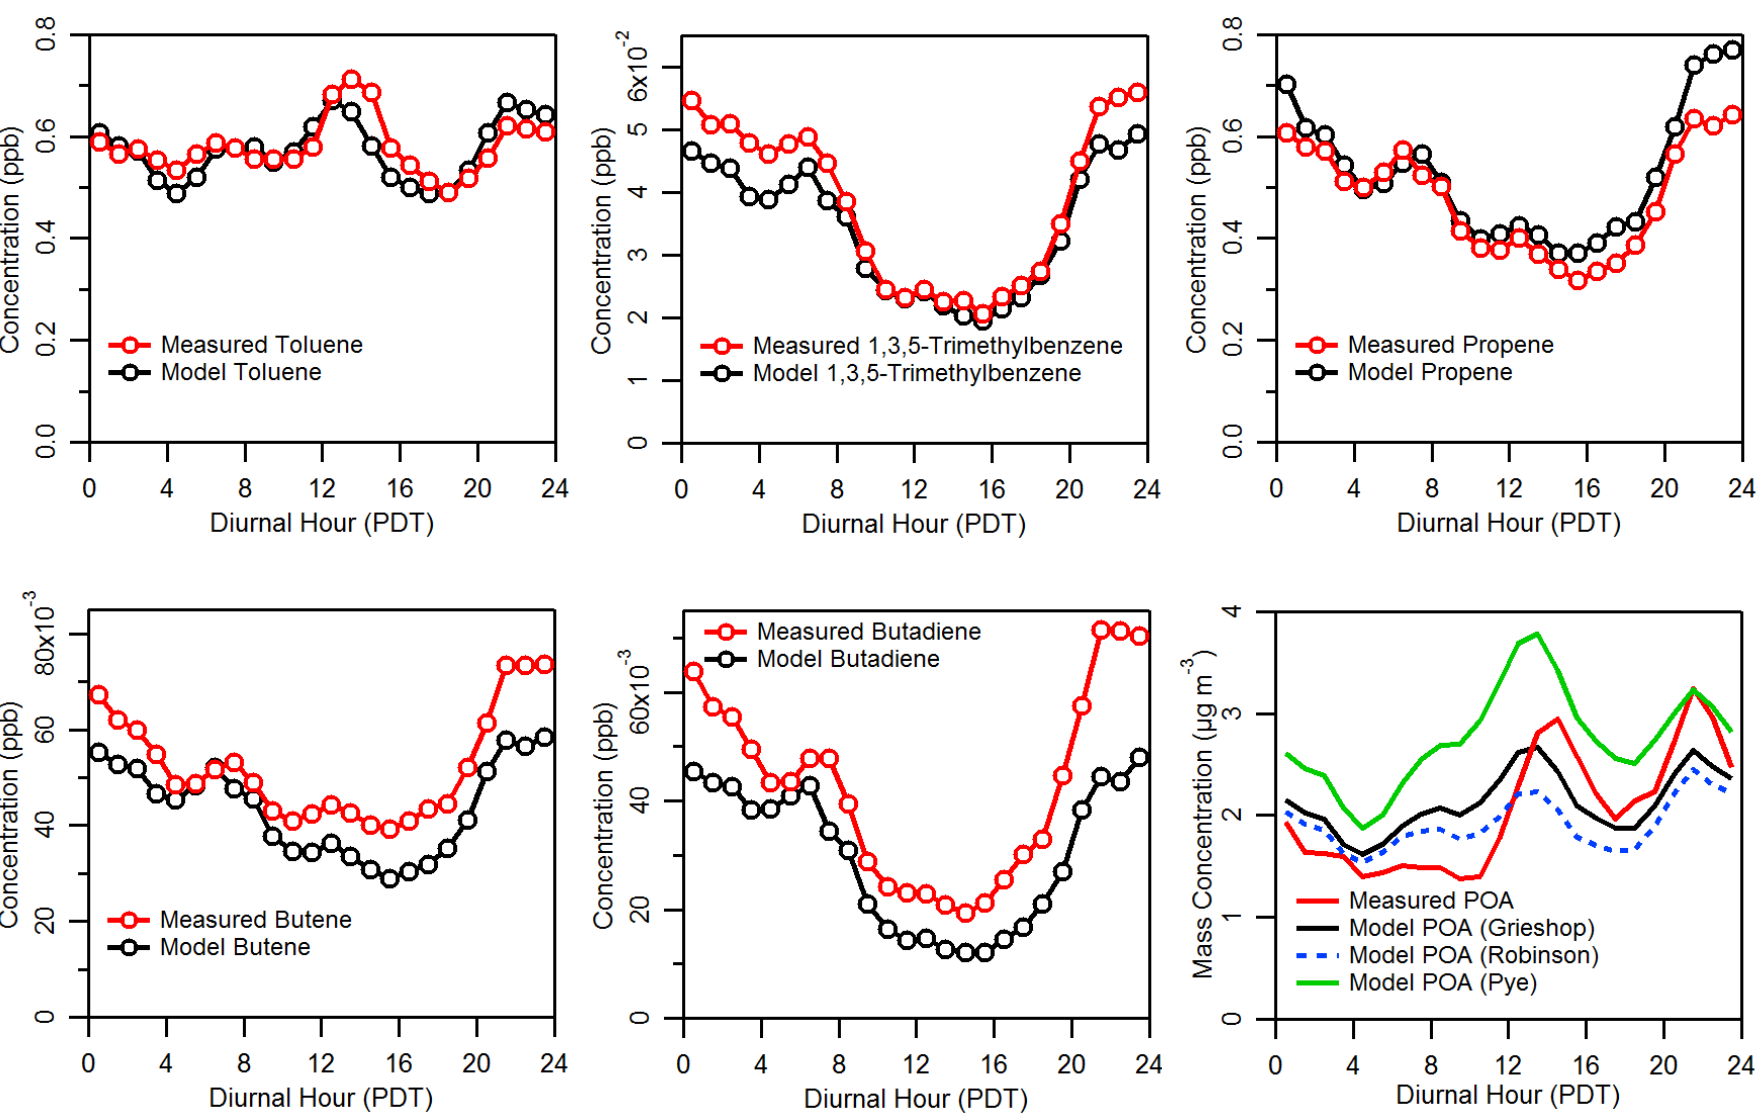 0.8
0.6
0.4
0.2
0.0
Concentration (ppb)
Measured Toluene
Model Toluene
0 4 8 12 16 20 24
Diurnal Hour (PDT)
6x10-2
5
4
3
2
1
0
Concentration (ppb)
Measured 1,3,5-Trimethylbenzene
Model 1,3,5-Trimethylbenzene
0 4 8 12 16 20 24
Diurnal Hour (PDT)
0.8
0.6
0.4
0.2
0.0
Concentration (ppb)
Measured Propene
Model Propene
0 4 8 12 16 20 24
Diurnal Hour (PDT)
80x10-3
60
40
20
0
Concentration (ppb)
Measured Butene
Model Butene
0 4 8 12 16 20 24
Diurnal Hour (PDT)
60x10-3
40
20
0
Concentration (ppb)
Measured Butadiene
Model Butadiene
0 4 8 12 16 20 24
Diurnal Hour (PDT)
4
3
2
1
0
Mass Concentration (µg m-3)
Measured POA
Model POA (Grieshop)
Model POA (Robinson)
Model POA (Pye)
0 4 8 12 16 20 24
Diurnal Hour (PDT)